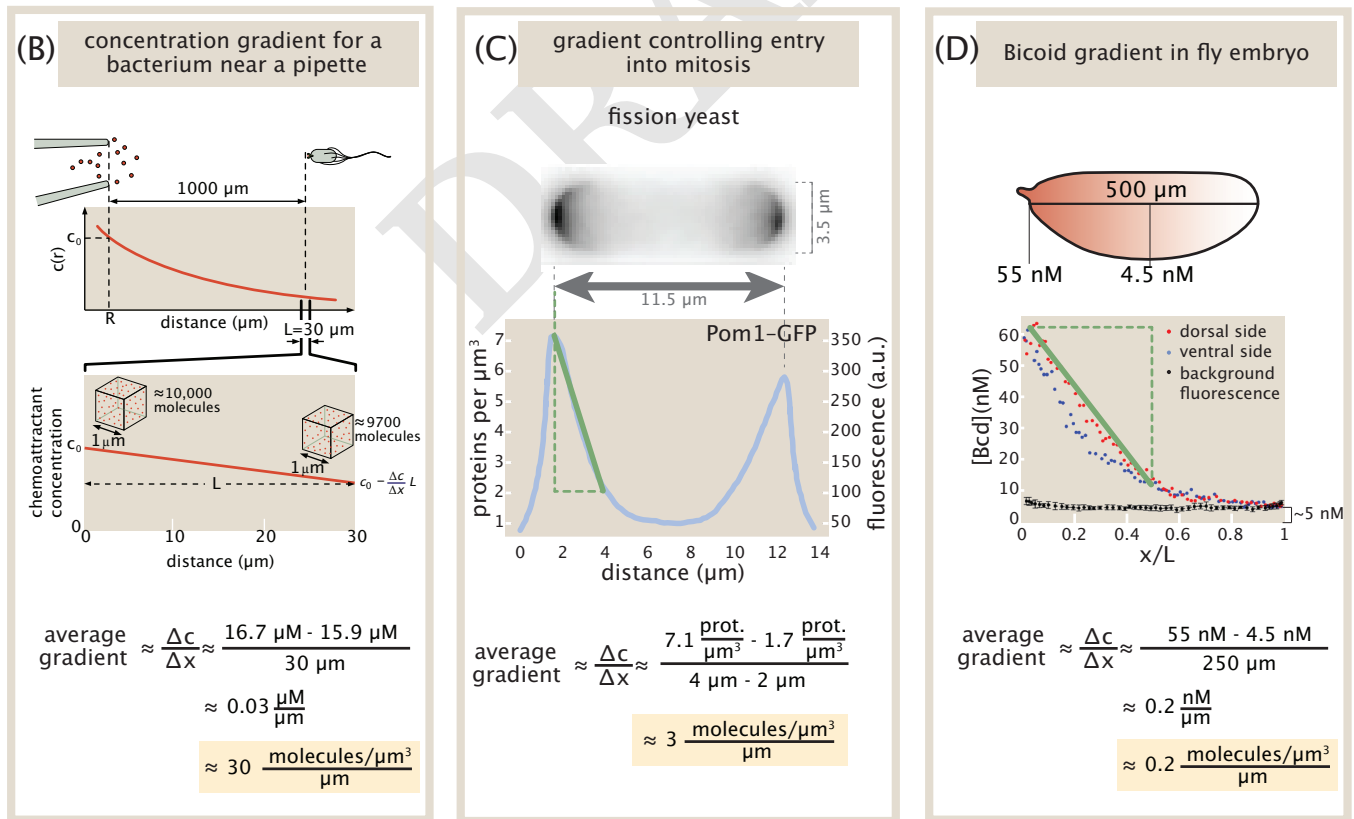 DRA
(B)
concentration gradient for a
bacterium near a pipette
1000 µm
c₀
c(r)
R
distance (µm)
L=30 µm
≈10,000
molecules
1µm
≈9700
molecules
1µm
c₀
chemoattractant
concentration
L
c₀ − Δc/Δx L
0
0 10 20 30
distance (µm)
average gradient ≈ Δc/Δx ≈ 16.7 µM - 15.9 µM / 30 µm
≈ 0.03 µM/µm
≈ 30 molecules/µm³ / µm
(C)
gradient controlling entry
into mitosis
fission yeast
3.5 µm
11.5 µm
Pom1–GFP
proteins per µm³
7
6
5
4
3
2
1
350
300
250
200
150
100
50
fluorescence (a.u.)
0 2 4 6 8 10 12 14
distance (µm)
average gradient ≈ Δc/Δx ≈ 7.1 prot./µm³ - 1.7 prot./µm³ / 4 µm - 2 µm
≈ 3 molecules/µm³ / µm
(D)
Bicoid gradient in fly embryo
500 µm
55 nM 4.5 nM
[Bcd](nM)
60
50
40
30
20
10
0
dorsal side
ventral side
background
fluorescence
~5 nM
0 0.2 0.4 0.6 0.8 1
x/L
average gradient ≈ Δc/Δx ≈ 55 nM - 4.5 nM / 250 µm
≈ 0.2 nM/µm
≈ 0.2 molecules/µm³ / µm